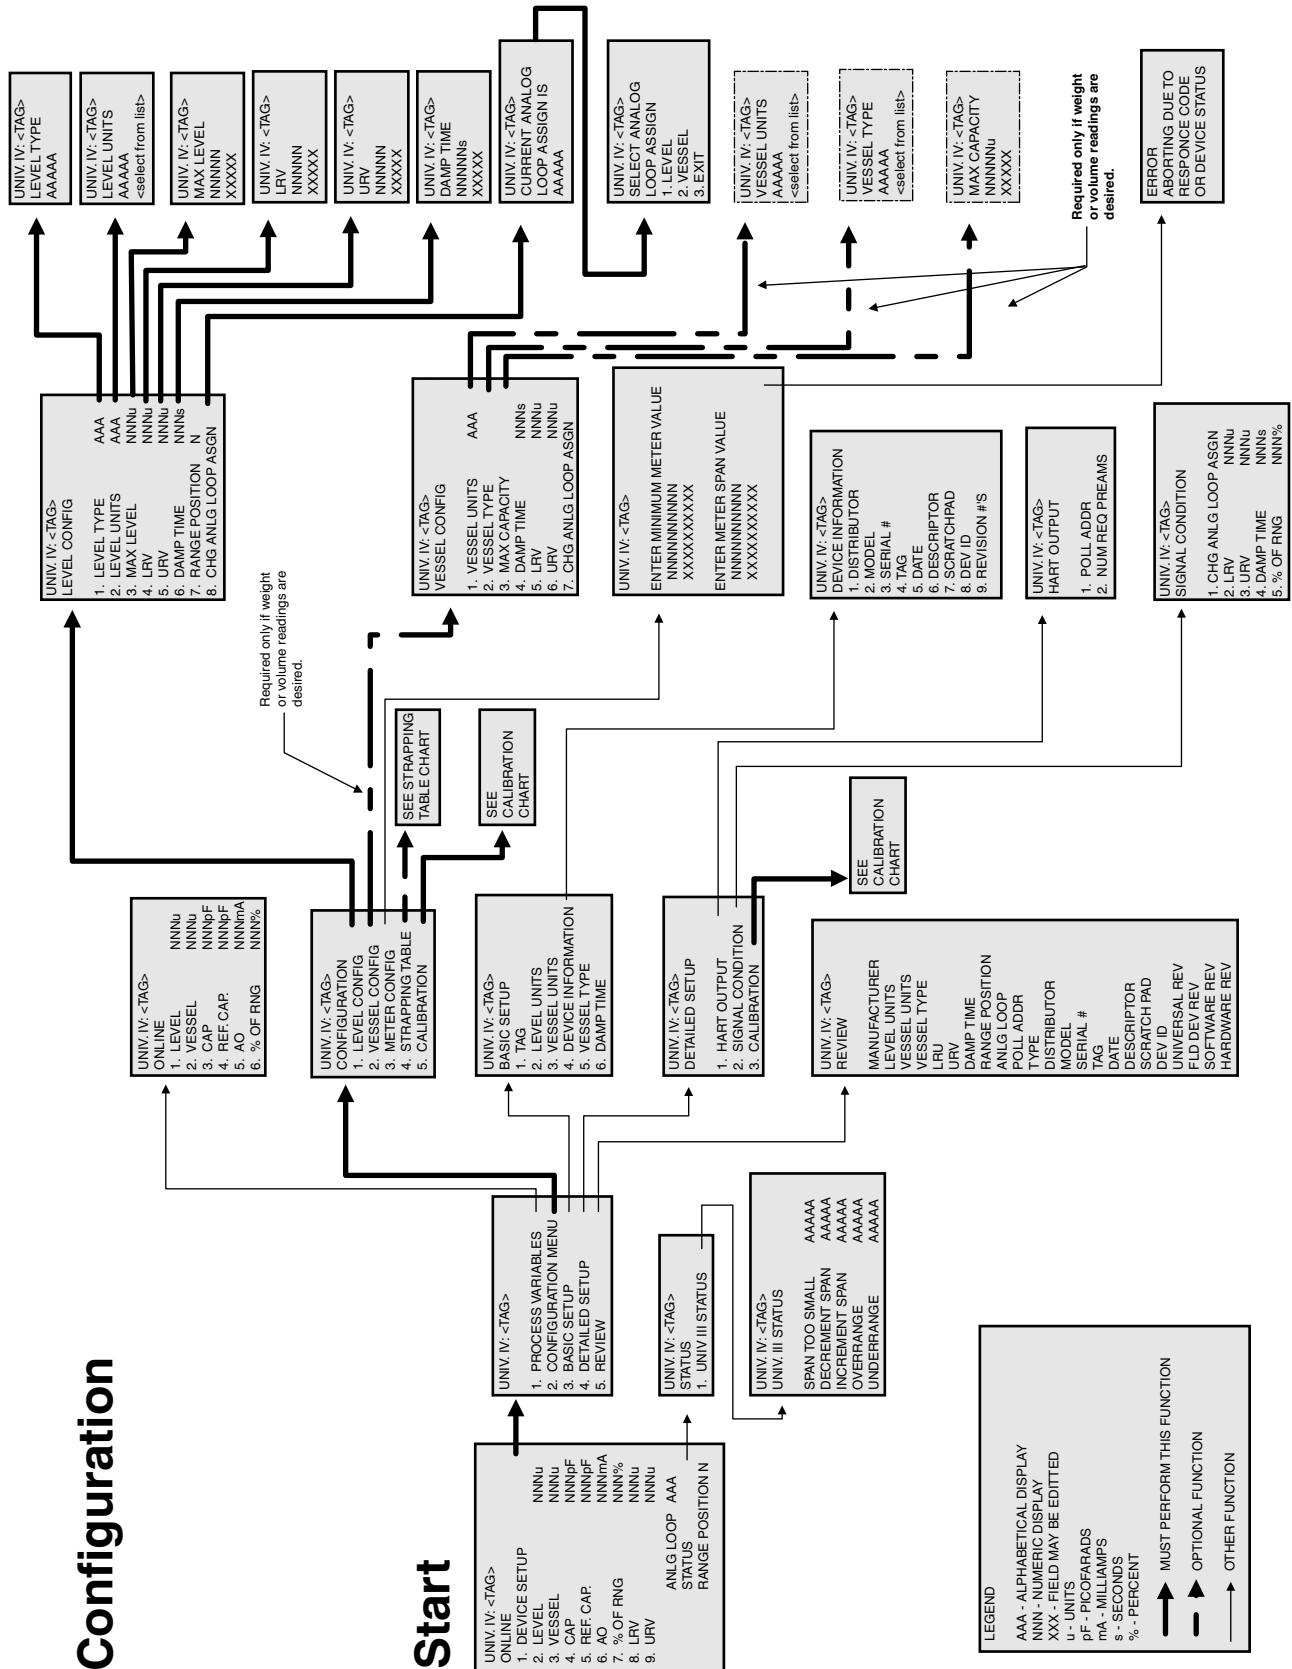 Configuration
Start
UNIV. IV: <TAG>
ONLINE
1. DEVICE SETUP
2. LEVEL NNNu
3. VESSEL NNNu
4. CAP NNNpF
5. REF. CAP. NNNpF
6. AO NNNmA
7. % OF RNG NNN%
8. LRV NNNu
9. URV NNNu
ANLG LOOP AAA
STATUS
RANGE POSITION N
UNIV. IV: <TAG>
1. PROCESS VARIABLES
2. CONFIGURATION MENU
3. BASIC SETUP
4. DETAILED SETUP
5. REVIEW
UNIV. IV: <TAG>
STATUS
1. UNIV III STATUS
UNIV. IV: <TAG>
UNIV. III STATUS
SPAN TOO SMALL AAAAA
DECREMENT SPAN AAAAA
INCREMENT SPAN AAAAA
OVERRANGE AAAAA
UNDERRANGE AAAAA
LEGEND
AAA - ALPHABETICAL DISPLAY
NNN - NUMERIC DISPLAY
XXX - FIELD MAY BE EDITTED
u - UNITS
pF - PICOFARADS
mA - MILLIAMPS
s - SECONDS
% - PERCENT
MUST PERFORM THIS FUNCTION
OPTIONAL FUNCTION
OTHER FUNCTION
UNIV. IV: <TAG>
ONLINE
1. LEVEL NNNu
2. VESSEL NNNu
3. CAP NNNpF
4. REF. CAP. NNNpF
5. AO NNNmA
6. % OF RNG NNN%
UNIV. IV: <TAG>
CONFIGURATION
1. LEVEL CONFIG
2. VESSEL CONFIG
3. METER CONFIG
4. STRAPPING TABLE
5. CALIBRATION
UNIV. IV: <TAG>
BASIC SETUP
1. TAG
2. LEVEL UNITS
3. VESSEL UNITS
4. DEVICE INFORMATION
5. VESSEL TYPE
6. DAMP TIME
UNIV. IV: <TAG>
DETAILED SETUP
1. HART OUTPUT
2. SIGNAL CONDITION
3. CALIBRATION
UNIV. IV: <TAG>
REVIEW
MANUFACTURER
LEVEL UNITS
VESSEL UNITS
VESSEL TYPE
LRU
URV
DAMP TIME
RANGE POSITION
ANLG LOOP
POLL ADDR
TYPE
DISTRIBUTOR
MODEL
SERIAL #
TAG
DATE
DESCRIPTOR
SCRATCH PAD
DEV ID
UNIVERSAL REV
FLD DEV REV
SOFTWARE REV
HARDWARE REV
Required only if weight
or volume readings are
desired.
SEE STRAPPING
TABLE CHART
SEE
CALIBRATION
CHART
SEE
CALIBRATION
CHART
UNIV. IV: <TAG>
LEVEL CONFIG
1. LEVEL TYPE AAA
2. LEVEL UNITS AAA
3. MAX LEVEL NNNu
4. LRV NNNu
5. URV NNNu
6. DAMP TIME NNNs
7. RANGE POSITION N
8. CHG ANLG LOOP ASGN
UNIV. IV: <TAG>
VESSEL CONFIG
1. VESSEL UNITS AAA
2. VESSEL TYPE
3. MAX CAPACITY
4. DAMP TIME NNNs
5. LRV NNNu
6. URV NNNu
7. CHG ANLG LOOP ASGN
UNIV. IV: <TAG>
ENTER MINIMUM METER VALUE
NNNNNNNNNN
XXXXXXXXXX
ENTER METER SPAN VALUE
NNNNNNNNNN
XXXXXXXXXX
UNIV. IV: <TAG>
DEVICE INFORMATION
1. DISTRIBUTOR
2. MODEL
3. SERIAL #
4. TAG
5. DATE
6. DESCRIPTOR
7. SCRATCHPAD
8. DEV ID
9. REVISION #'S
UNIV. IV: <TAG>
HART OUTPUT
1. POLL ADDR
2. NUM REQ PREAMS
UNIV. IV: <TAG>
SIGNAL CONDITION
1.CHG ANLG LOOP ASGN
2. LRV NNNu
3. URV NNNu
4. DAMP TIME NNNs
5. % OF RNG NNN%
UNIV. IV: <TAG>
LEVEL TYPE
AAAAA
UNIV. IV: <TAG>
LEVEL UNITS
AAAAA
<select from list>
UNIV. IV: <TAG>
MAX LEVEL
NNNNN
XXXXX
UNIV. IV: <TAG>
LRV
NNNNN
XXXXX
UNIV. IV: <TAG>
URV
NNNNN
XXXXX
UNIV. IV: <TAG>
DAMP TIME
NNNNNs
XXXXX
UNIV. IV: <TAG>
CURRENT ANALOG
LOOP ASSIGN IS
AAAAA
UNIV. IV: <TAG>
SELECT ANALOG
LOOP ASSIGN
1. LEVEL
2. VESSEL
3. EXIT
UNIV. IV: <TAG>
VESSEL UNITS
AAAAA
<select from list>
UNIV. IV: <TAG>
VESSEL TYPE
AAAAA
<select from list>
UNIV. IV: <TAG>
MAX CAPACITY
NNNNNu
XXXXX
Required only if weight
or volume readings are
desired.
ERROR
ABORTING DUE TO
RESPONCE CODE
OR DEVICE STATUS